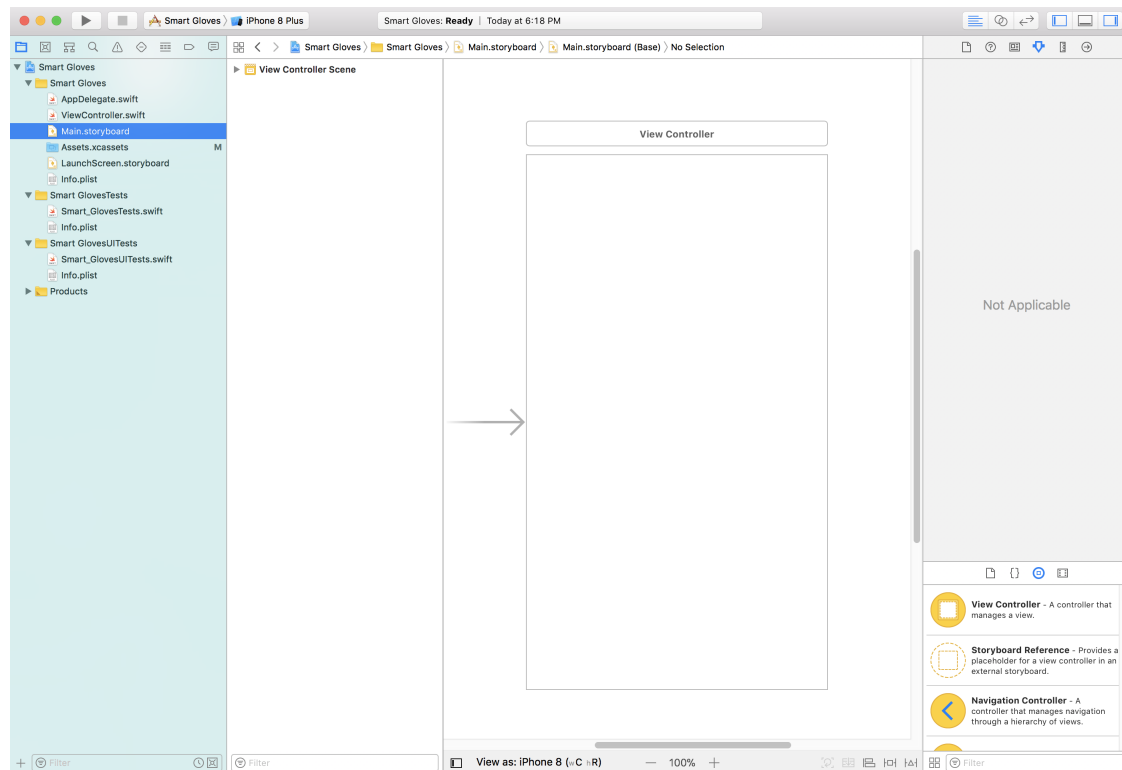 Smart Gloves
iPhone 8 Plus
Smart Gloves: Ready | Today at 6:18 PM
Smart Gloves
Smart Gloves
Main.storyboard
Main.storyboard (Base)
No Selection
Smart Gloves
Smart Gloves
AppDelegate.swift
ViewController.swift
Main.storyboard
Assets.xcassets M
LaunchScreen.storyboard
Info.plist
Smart GlovesTests
Smart_GlovesTests.swift
Info.plist
Smart GlovesUITests
Smart_GlovesUITests.swift
Info.plist
Products
Filter
View Controller Scene
Filter
View Controller
View as: iPhone 8 (wC hR)
— 100% +
Not Applicable
{}
View Controller - A controller that
manages a view.
Storyboard Reference - Provides a
placeholder for a view controller in an
external storyboard.
Navigation Controller - A
controller that manages navigation
through a hierarchy of views.
Filter